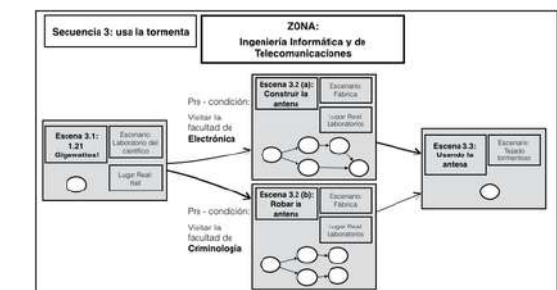 Secuencia 3: usa la tormenta
ZONA:
Ingeniería Informática y de
Telecomunicaciones
Escena 3.1:
1.21
Gigowatios!
Escenario:
Laboratorio del
científico
Lugar Real:
Hall
Pre - condición:
Visitar la
facultad de
Electrónica
Escena 3.2 (a):
Construir la
antena
Escenario:
Fábrica
Lugar Real:
Laboratorios
Pre - condición:
Visitar la
facultad de
Criminología
Escena 3.2 (b):
Robar la
antena
Escenario:
Fábrica
Lugar Real:
Laboratorios
Escena 3.3:
Usando la
antena
Escenario:
Tejado
tormentoso